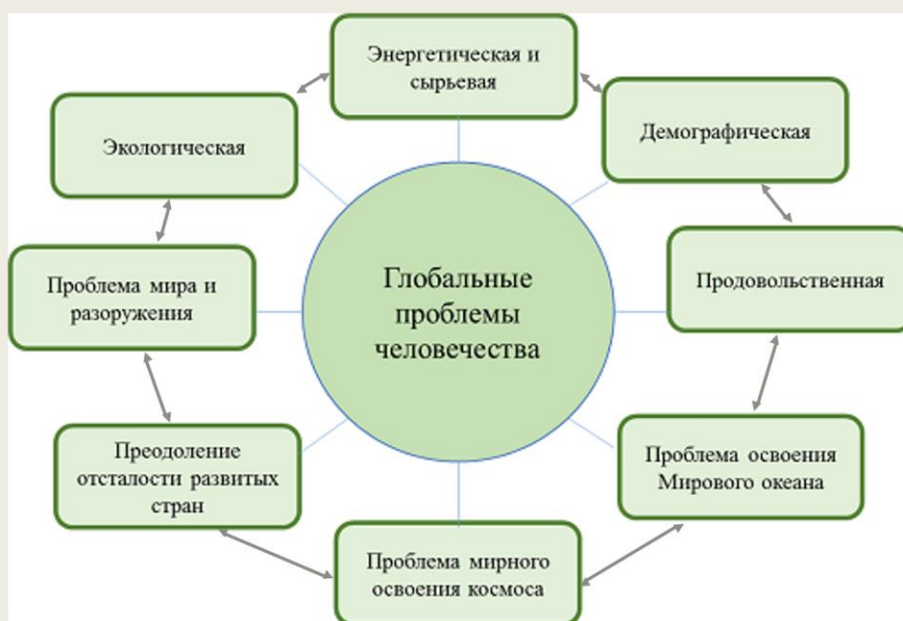 Энергетическая и
сырьевая
Демографическая
Экологическая
Продовольственная
Проблема мира и
разоружения
Глобальные
проблемы
человечества
Проблема освоения
Мирового океана
Преодоление
отсталости развитых
стран
Проблема мирного
освоения космоса